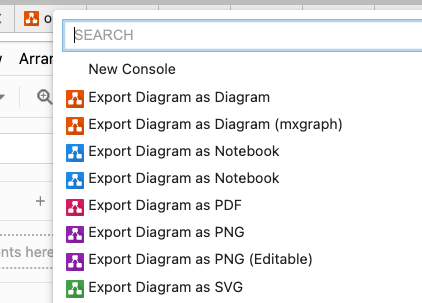 SEARCH
New Console
Arran
Export Diagram as Diagram
Export Diagram as Diagram (mxgraph)
Export Diagram as Notebook
Export Diagram as Notebook
Export Diagram as PDF
Export Diagram as PNG
nts here
Export Diagram as PNG (Editable)
Export Diagram as SVG